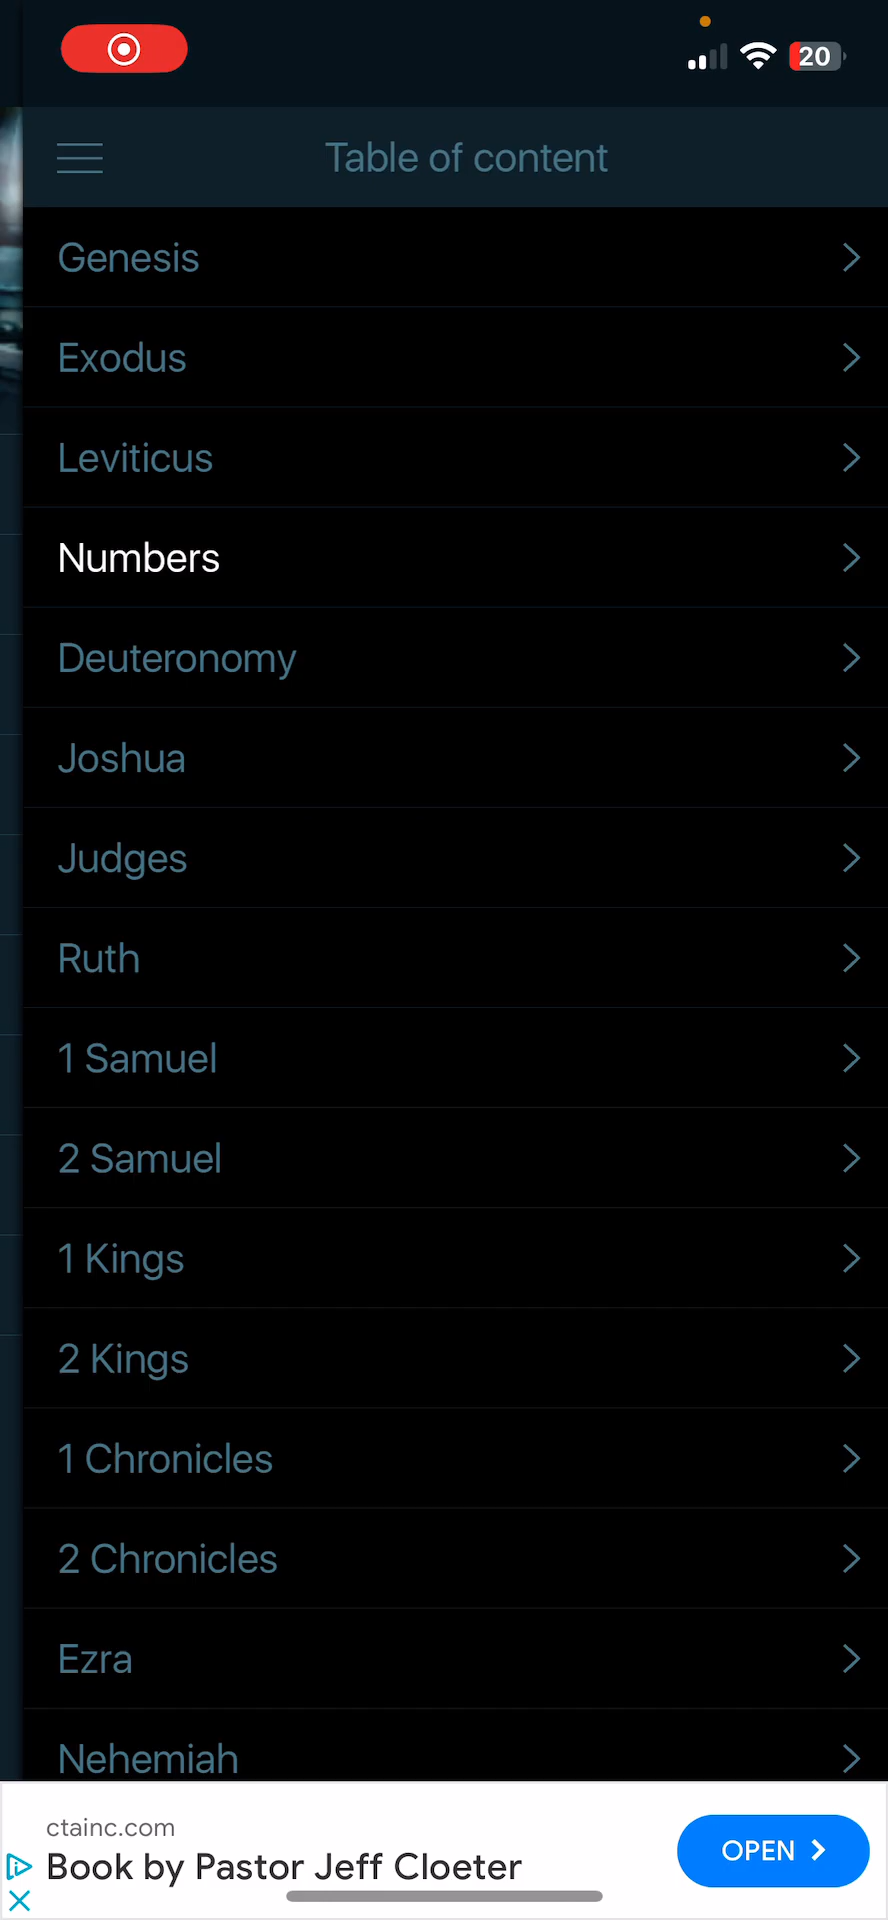 20
Table of content
Genesis
Exodus
Leviticus
Numbers
Deuteronomy
Joshua
Judges
Ruth
1 Samuel
2 Samuel
1 Kings
2 Kings
1 Chronicles
2 Chronicles
Ezra
Nehemiah
ctainc.com
Book by Pastor Jeff Cloeter
OPEN